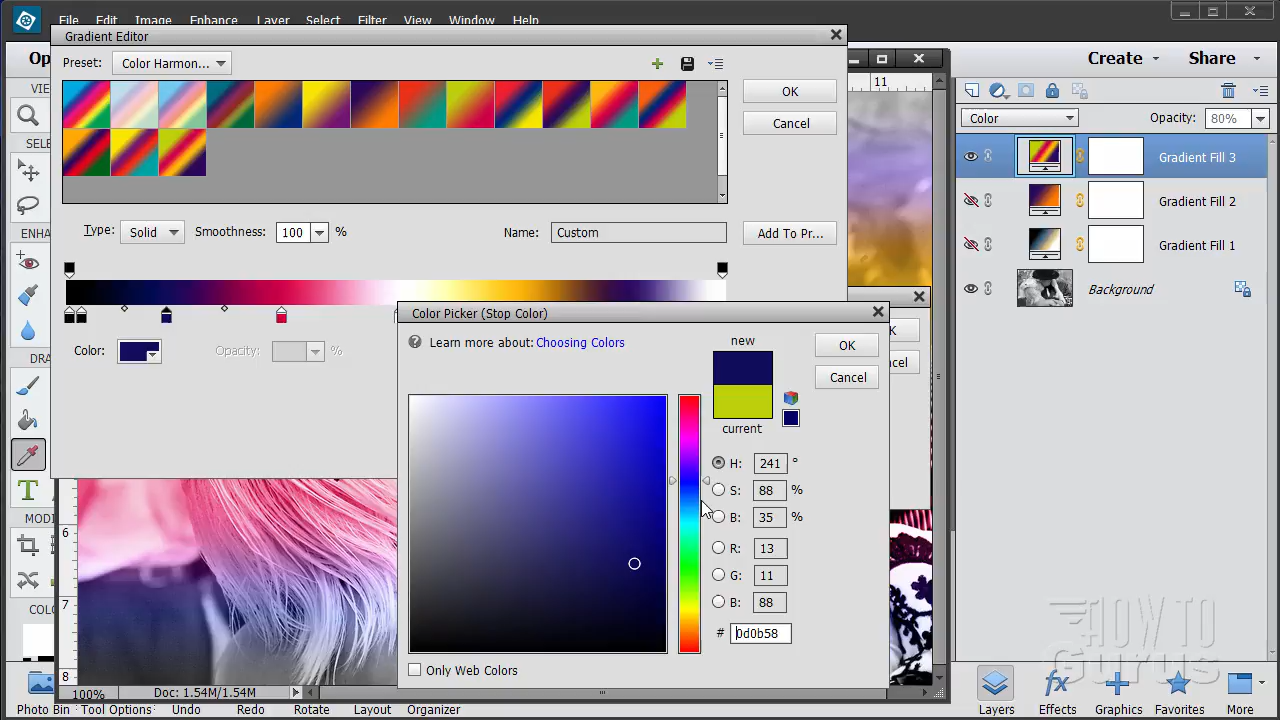 File Edit Image Enhance Layer Select Filter View Window Help
Gradient Editor
Preset: Color Harmon...
OK
Cancel
Type: Solid Smoothness: 100 % Name: Custom Add To Pr...
Color: Opacity: %
Color Picker (Stop Color)
Learn more about: Choosing Colors
new
current
OK
Cancel
H: 241 °
S: 88 %
B: 35 %
R: 13
G: 11
B: 88
# 0d0b58
Only Web Colors
11
6
7
8
100% Doc: 1.54M/1.54M
Create Share
Color Opacity: 80%
Gradient Fill 3
Gradient Fill 2
Gradient Fill 1
Background
HOW TO
Gurus
Photo Bin Tool Options Undo Redo Rotate Layout Organizer
Layers Effects Graphics Favorites More